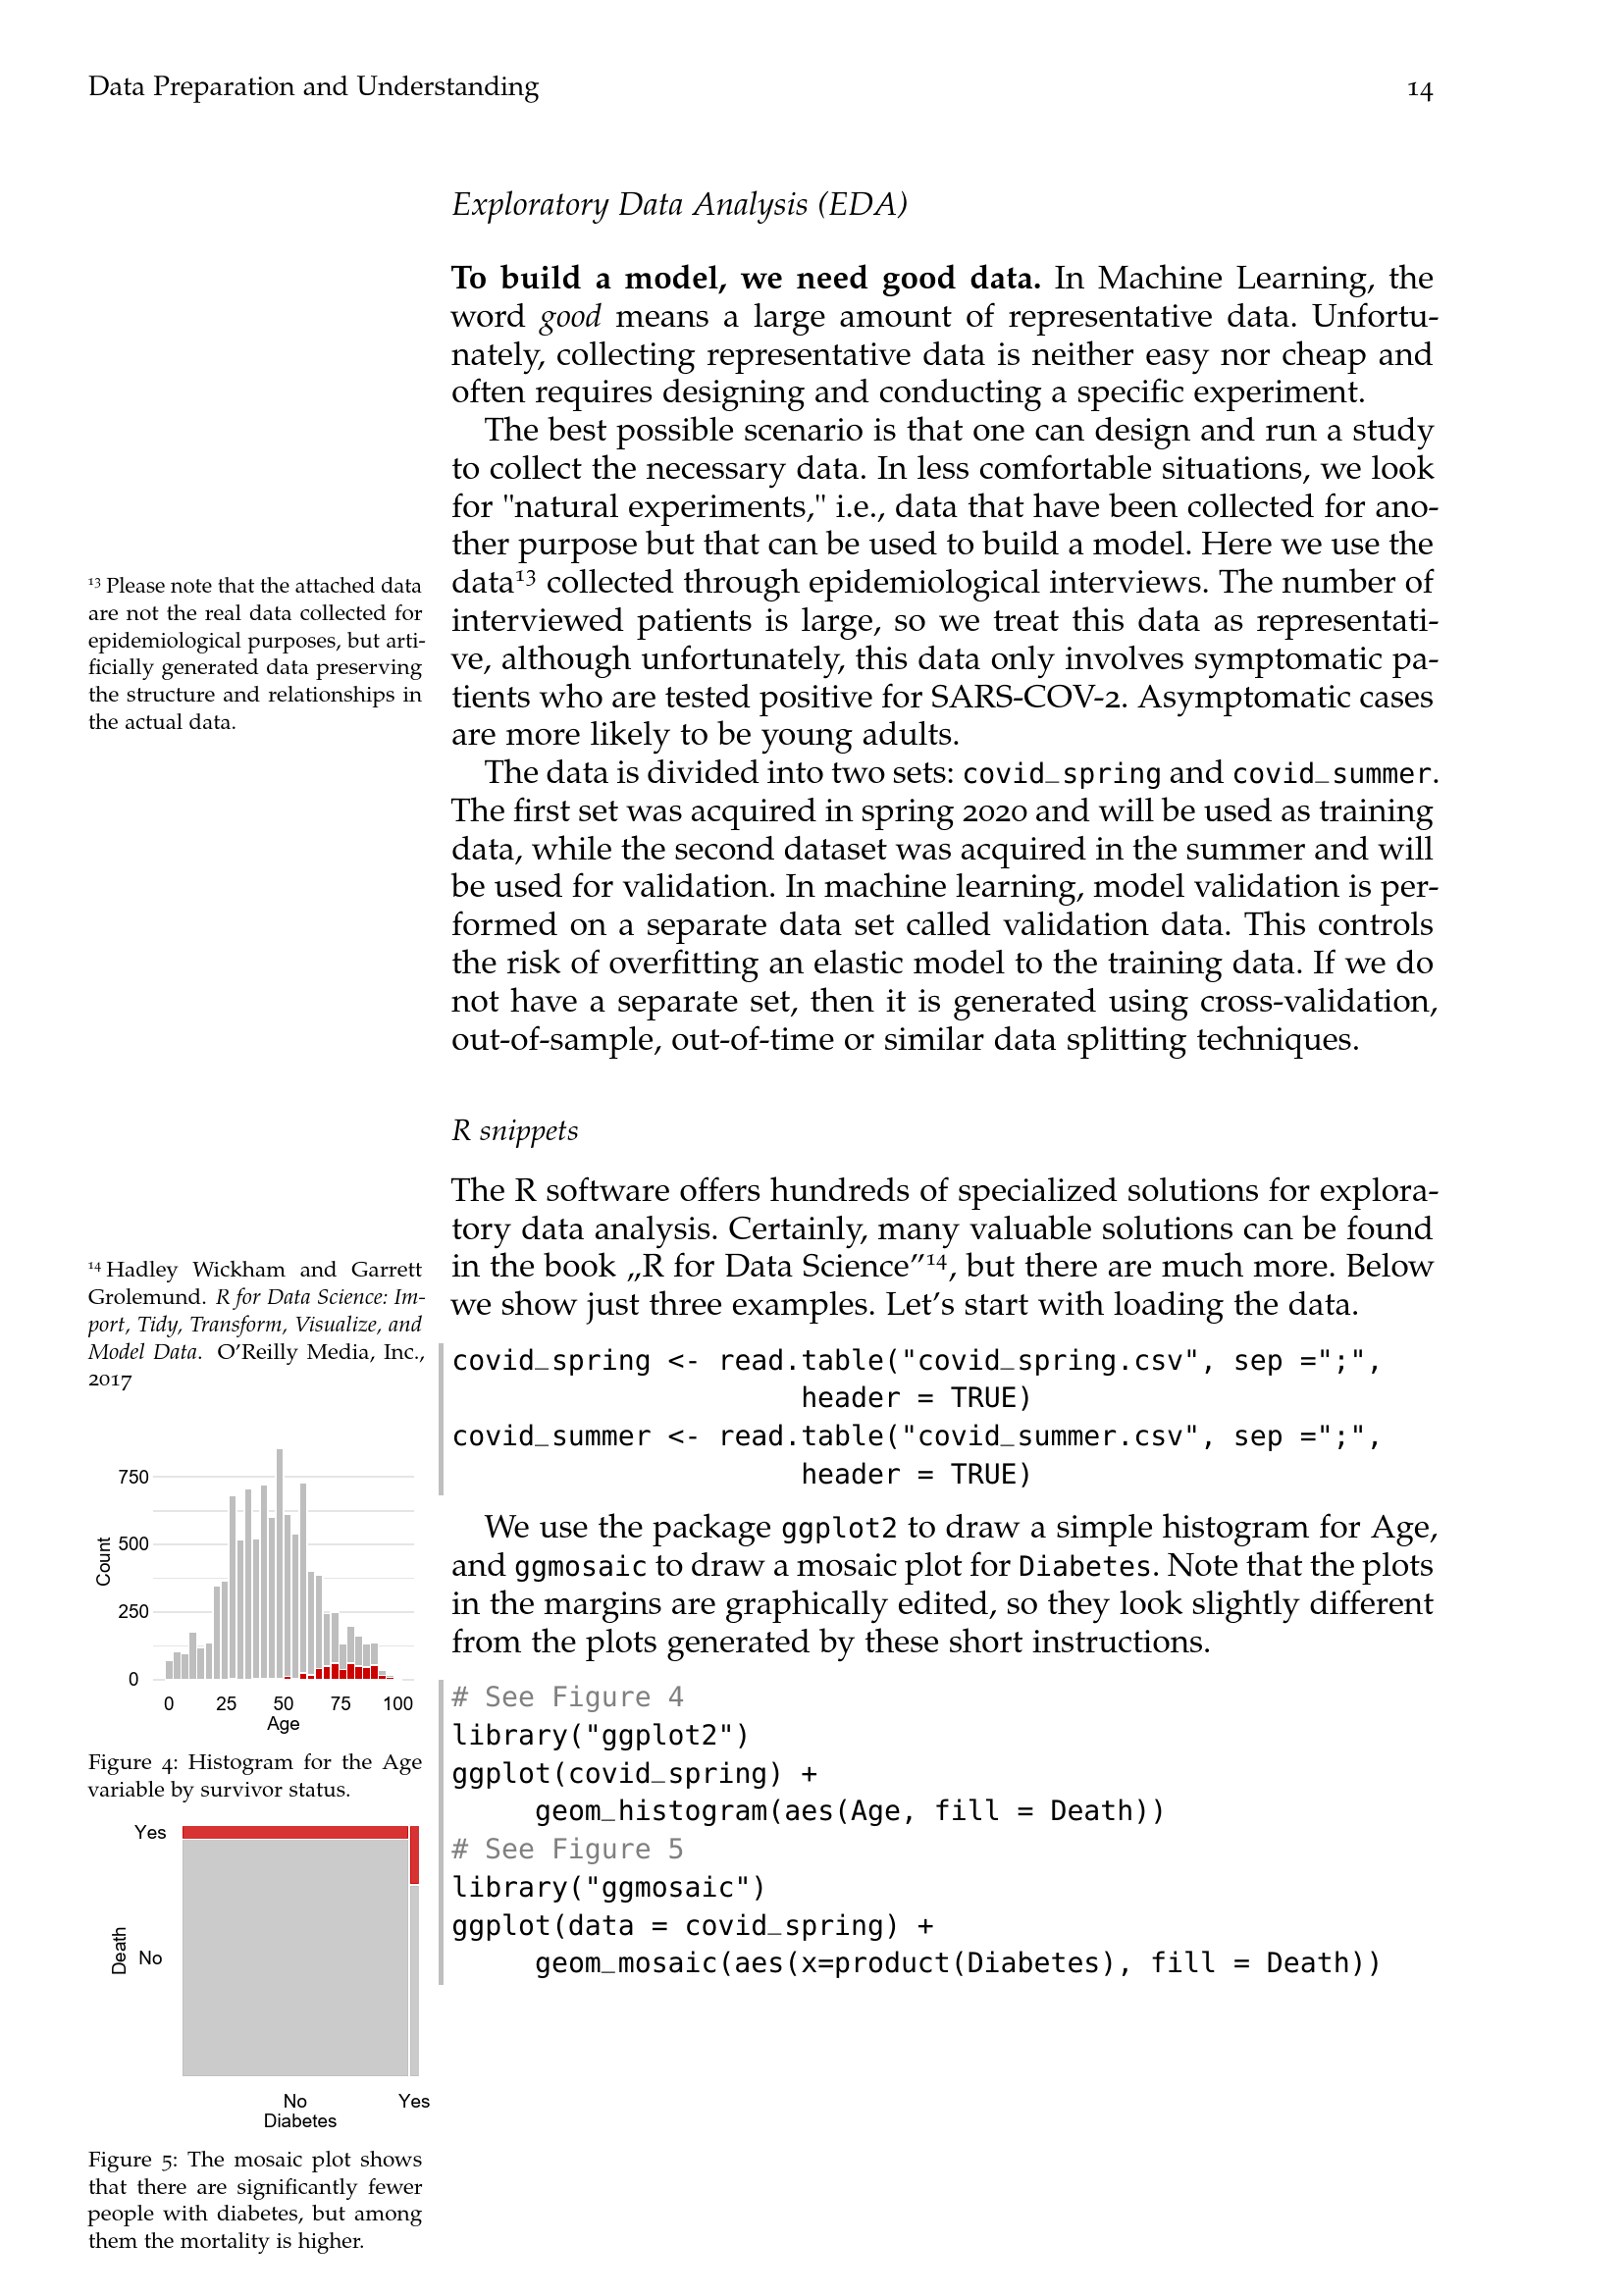 Data Preparation and Understanding 14
Exploratory Data Analysis (EDA)
To build a model, we need good data. In Machine Learning, the
word good means a large amount of representative data. Unfortu-
nately, collecting representative data is neither easy nor cheap and
often requires designing and conducting a specific experiment.
The best possible scenario is that one can design and run a study
to collect the necessary data. In less comfortable situations, we look
for "natural experiments," i.e., data that have been collected for ano-
ther purpose but that can be used to build a model. Here we use the
data¹³ collected through epidemiological interviews. The number of
interviewed patients is large, so we treat this data as representati-
ve, although unfortunately, this data only involves symptomatic pa-
tients who are tested positive for SARS-COV-2. Asymptomatic cases
are more likely to be young adults.
¹³ Please note that the attached data
are not the real data collected for
epidemiological purposes, but arti-
ficially generated data preserving
the structure and relationships in
the actual data.
The data is divided into two sets: covid_spring and covid_summer.
The first set was acquired in spring 2020 and will be used as training
data, while the second dataset was acquired in the summer and will
be used for validation. In machine learning, model validation is per-
formed on a separate data set called validation data. This controls
the risk of overfitting an elastic model to the training data. If we do
not have a separate set, then it is generated using cross-validation,
out-of-sample, out-of-time or similar data splitting techniques.
R snippets
The R software offers hundreds of specialized solutions for explora-
tory data analysis. Certainly, many valuable solutions can be found
in the book „R for Data Science”¹⁴, but there are much more. Below
we show just three examples. Let's start with loading the data.
¹⁴ Hadley Wickham and Garrett
Grolemund. R for Data Science: Im-
port, Tidy, Transform, Visualize, and
Model Data. O'Reilly Media, Inc.,
2017
covid_spring <- read.table("covid_spring.csv", sep =";",
header = TRUE)
covid_summer <- read.table("covid_summer.csv", sep =";",
header = TRUE)
We use the package ggplot2 to draw a simple histogram for Age,
and ggmosaic to draw a mosaic plot for Diabetes. Note that the plots
in the margins are graphically edited, so they look slightly different
from the plots generated by these short instructions.
# See Figure 4
library("ggplot2")
ggplot(covid_spring) +
geom_histogram(aes(Age, fill = Death))
# See Figure 5
library("ggmosaic")
ggplot(data = covid_spring) +
geom_mosaic(aes(x=product(Diabetes), fill = Death))
750
500
250
0
Count
0 25 50 75 100
Age
Figure 4: Histogram for the Age
variable by survivor status.
Yes
No
Death
No Yes
Diabetes
Figure 5: The mosaic plot shows
that there are significantly fewer
people with diabetes, but among
them the mortality is higher.